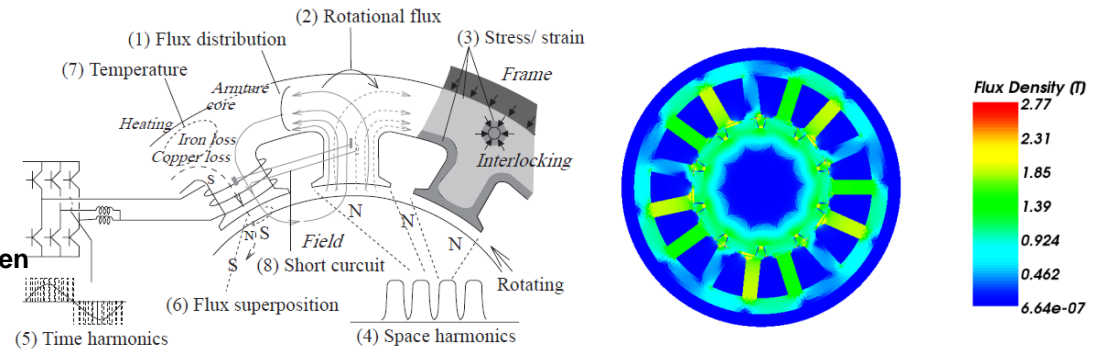 (2) Rotational flux
(1) Flux distribution
(3) Stress/ strain
(7) Temperature
Frame
Armture
core
Heating
Iron loss
Copper loss
Interlocking
S
N
N
N
N
S
S
Field
(8) Short curcuit
en
Rotating
(6) Flux superposition
(5) Time harmonics
(4) Space harmonics
Flux Density (T)
2.77
2.31
1.85
1.39
0.924
0.462
6.64e-07